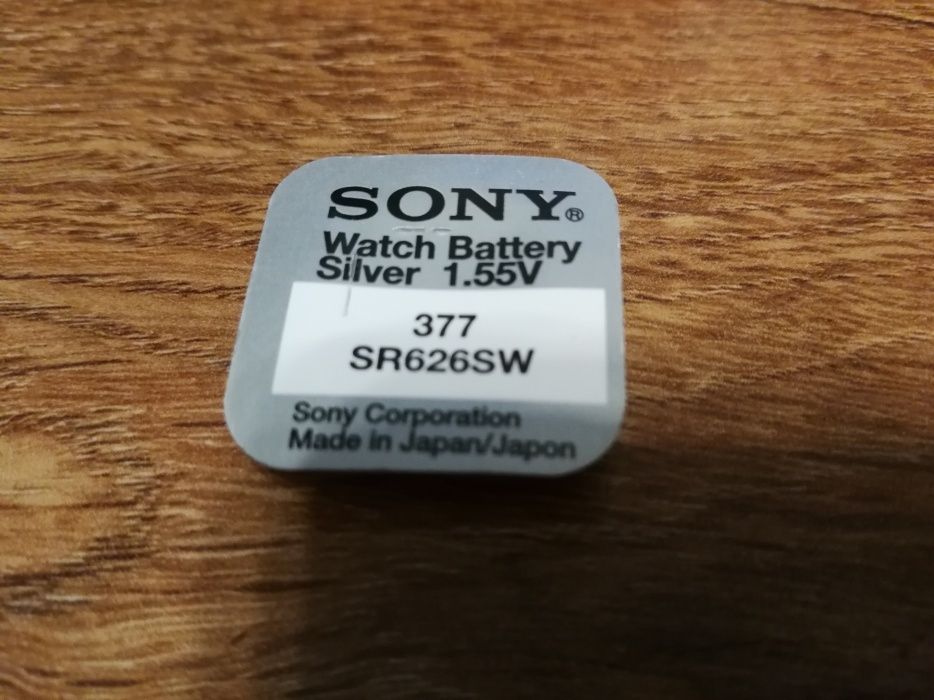 SONY®
Watch Battery
Silver 1.55V
377
SR626SW
Sony Corporation
Made in Japan/Japon